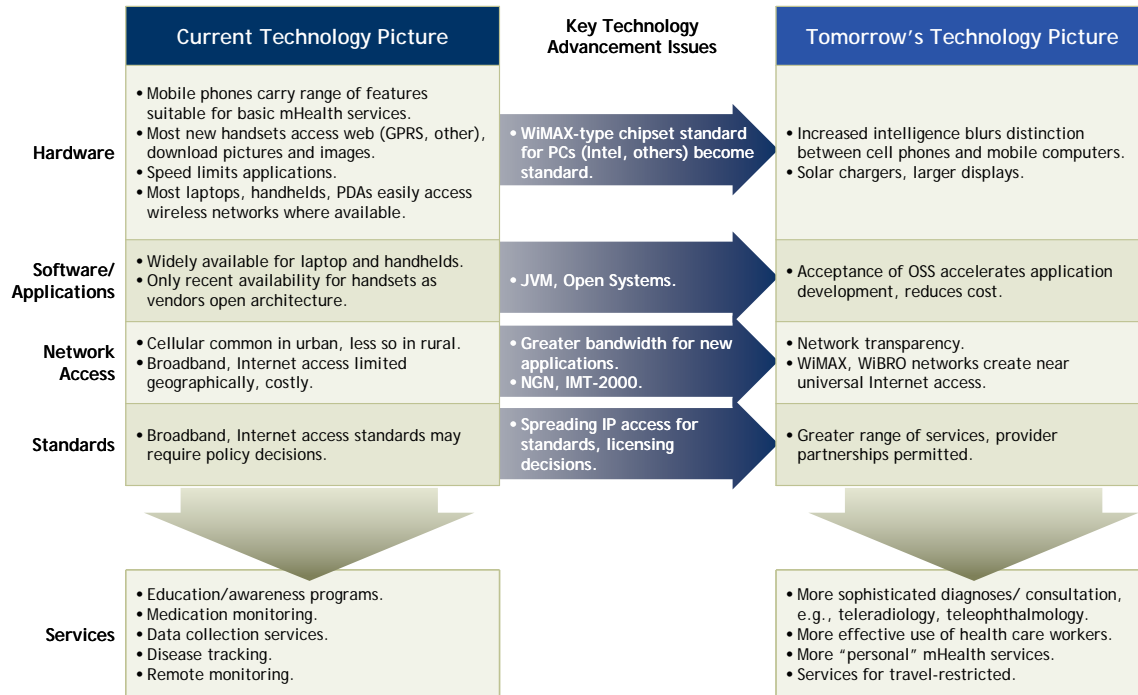 Current Technology Picture
Key Technology
Advancement Issues
Tomorrow's Technology Picture
Hardware
• Mobile phones carry range of features
suitable for basic mHealth services.
• Most new handsets access web (GPRS, other),
download pictures and images.
• Speed limits applications.
• Most laptops, handhelds, PDAs easily access
wireless networks where available.
• WiMAX-type chipset standard
for PCs (Intel, others) become
standard.
• Increased intelligence blurs distinction
between cell phones and mobile computers.
• Solar chargers, larger displays.
Software/
Applications
• Widely available for laptop and handhelds.
• Only recent availability for handsets as
vendors open architecture.
• JVM, Open Systems.
• Acceptance of OSS accelerates application
development, reduces cost.
Network
Access
• Cellular common in urban, less so in rural.
• Broadband, Internet access limited
geographically, costly.
• Greater bandwidth for new
applications.
• NGN, IMT-2000.
• Network transparency.
• WiMAX, WiBRO networks create near
universal Internet access.
Standards
• Broadband, Internet access standards may
require policy decisions.
• Spreading IP access for
standards, licensing
decisions.
• Greater range of services, provider
partnerships permitted.
Services
• Education/awareness programs.
• Medication monitoring.
• Data collection services.
• Disease tracking.
• Remote monitoring.
• More sophisticated diagnoses/ consultation,
e.g., teleradiology, teleophthalmology.
• More effective use of health care workers.
• More "personal" mHealth services.
• Services for travel-restricted.